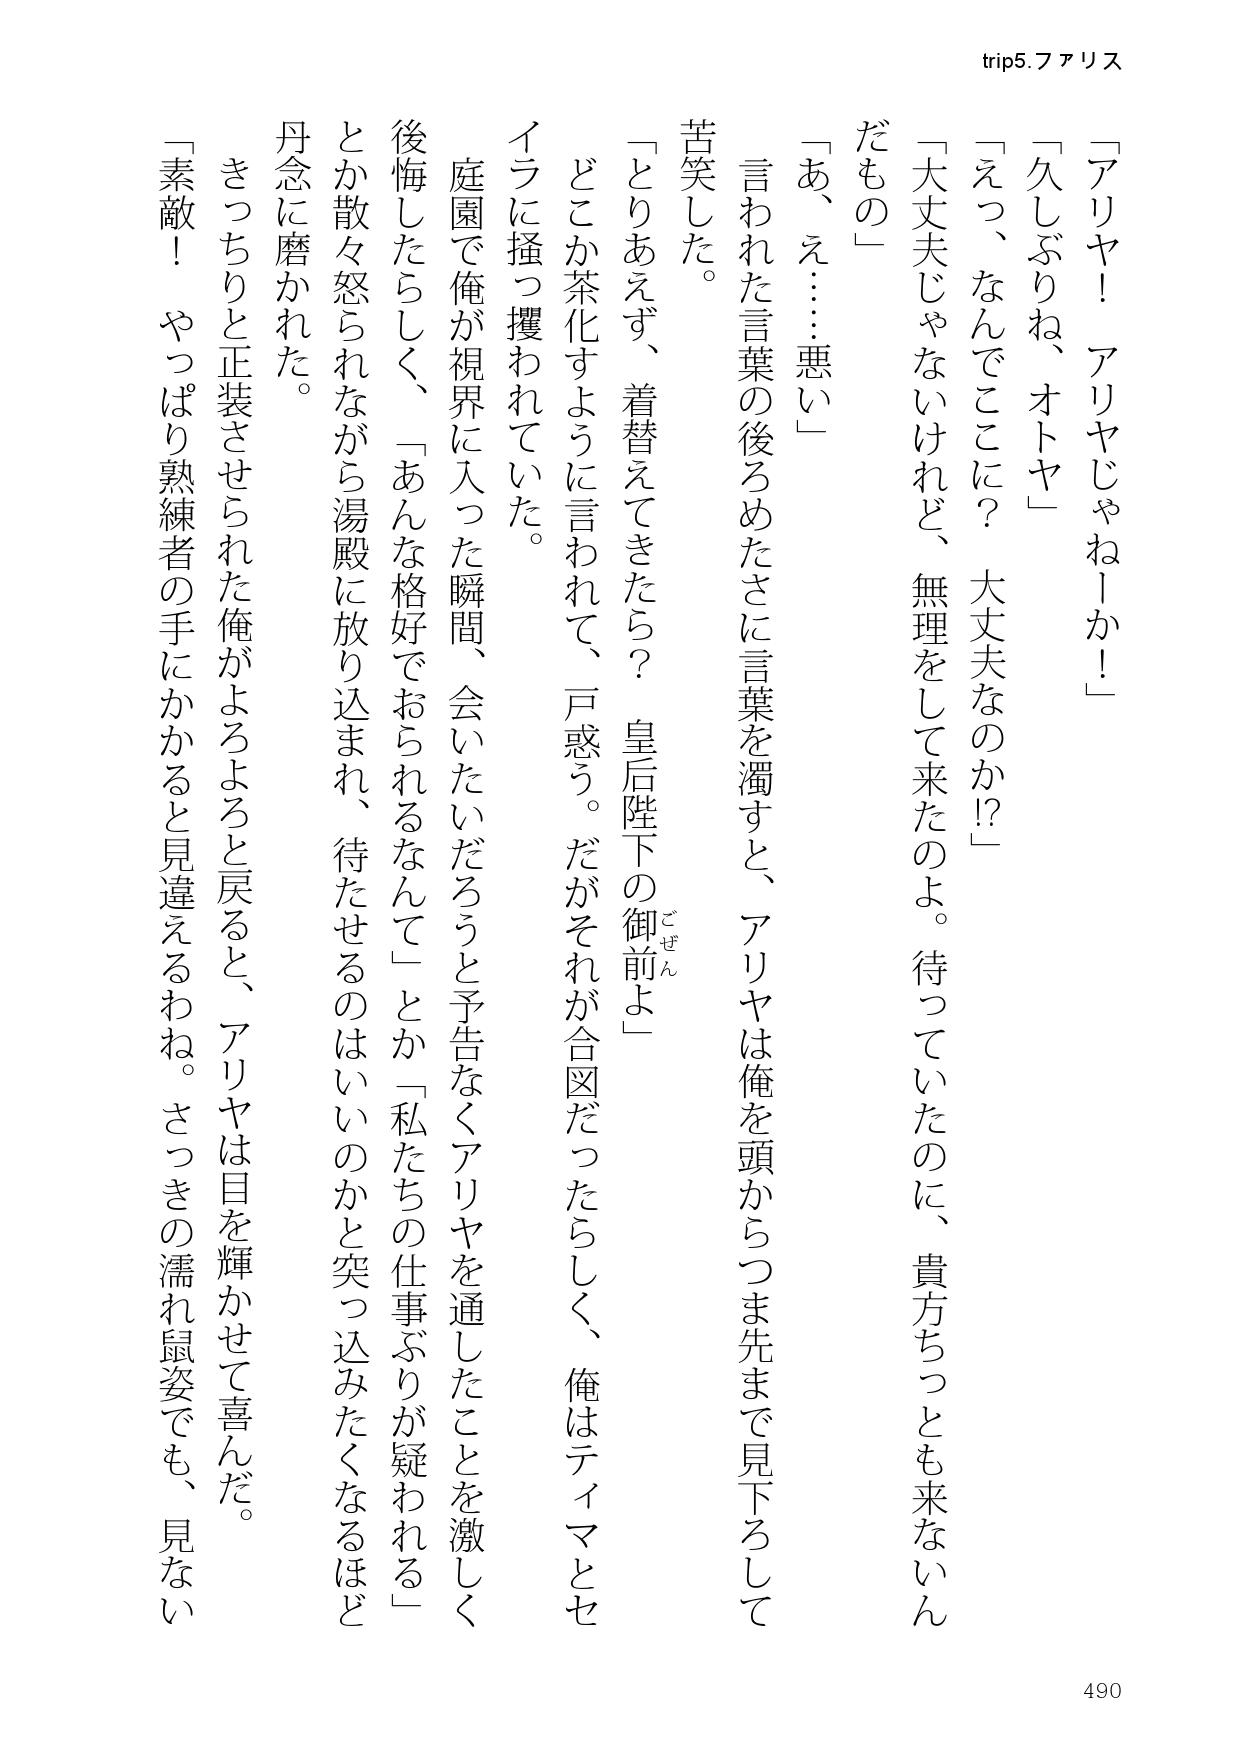 trip5.ファリス
「アリヤ！　アリヤじゃねーか！」
「久しぶりね、オトヤ」
「えっ、なんでここに？　大丈夫なのか!?」
「大丈夫じゃないけれど、無理をして来たのよ。待っていたのに、貴方ちっとも来ないん
だもの」
「あ、え……悪い」
　言われた言葉の後ろめたさに言葉を濁すと、アリヤは俺を頭からつま先まで見下ろして
苦笑した。
「とりあえず、着替えてきたら？　皇后陛下の御前ごぜんよ」
　どこか茶化すように言われて、戸惑う。だがそれが合図だったらしく、俺はティマとセ
イラに掻っ攫われていた。
　庭園で俺が視界に入った瞬間、会いたいだろうと予告なくアリヤを通したことを激しく
後悔したらしく、「あんな格好でおられるなんて」とか「私たちの仕事ぶりが疑われる」
とか散々怒られながら湯殿に放り込まれ、待たせるのはいいのかと突っ込みたくなるほど
丹念に磨かれた。
　きっちりと正装させられた俺がよろよろと戻ると、アリヤは目を輝かせて喜んだ。
「素敵！　やっぱり熟練者の手にかかると見違えるわね。さっきの濡れ鼠姿でも、見ない
490